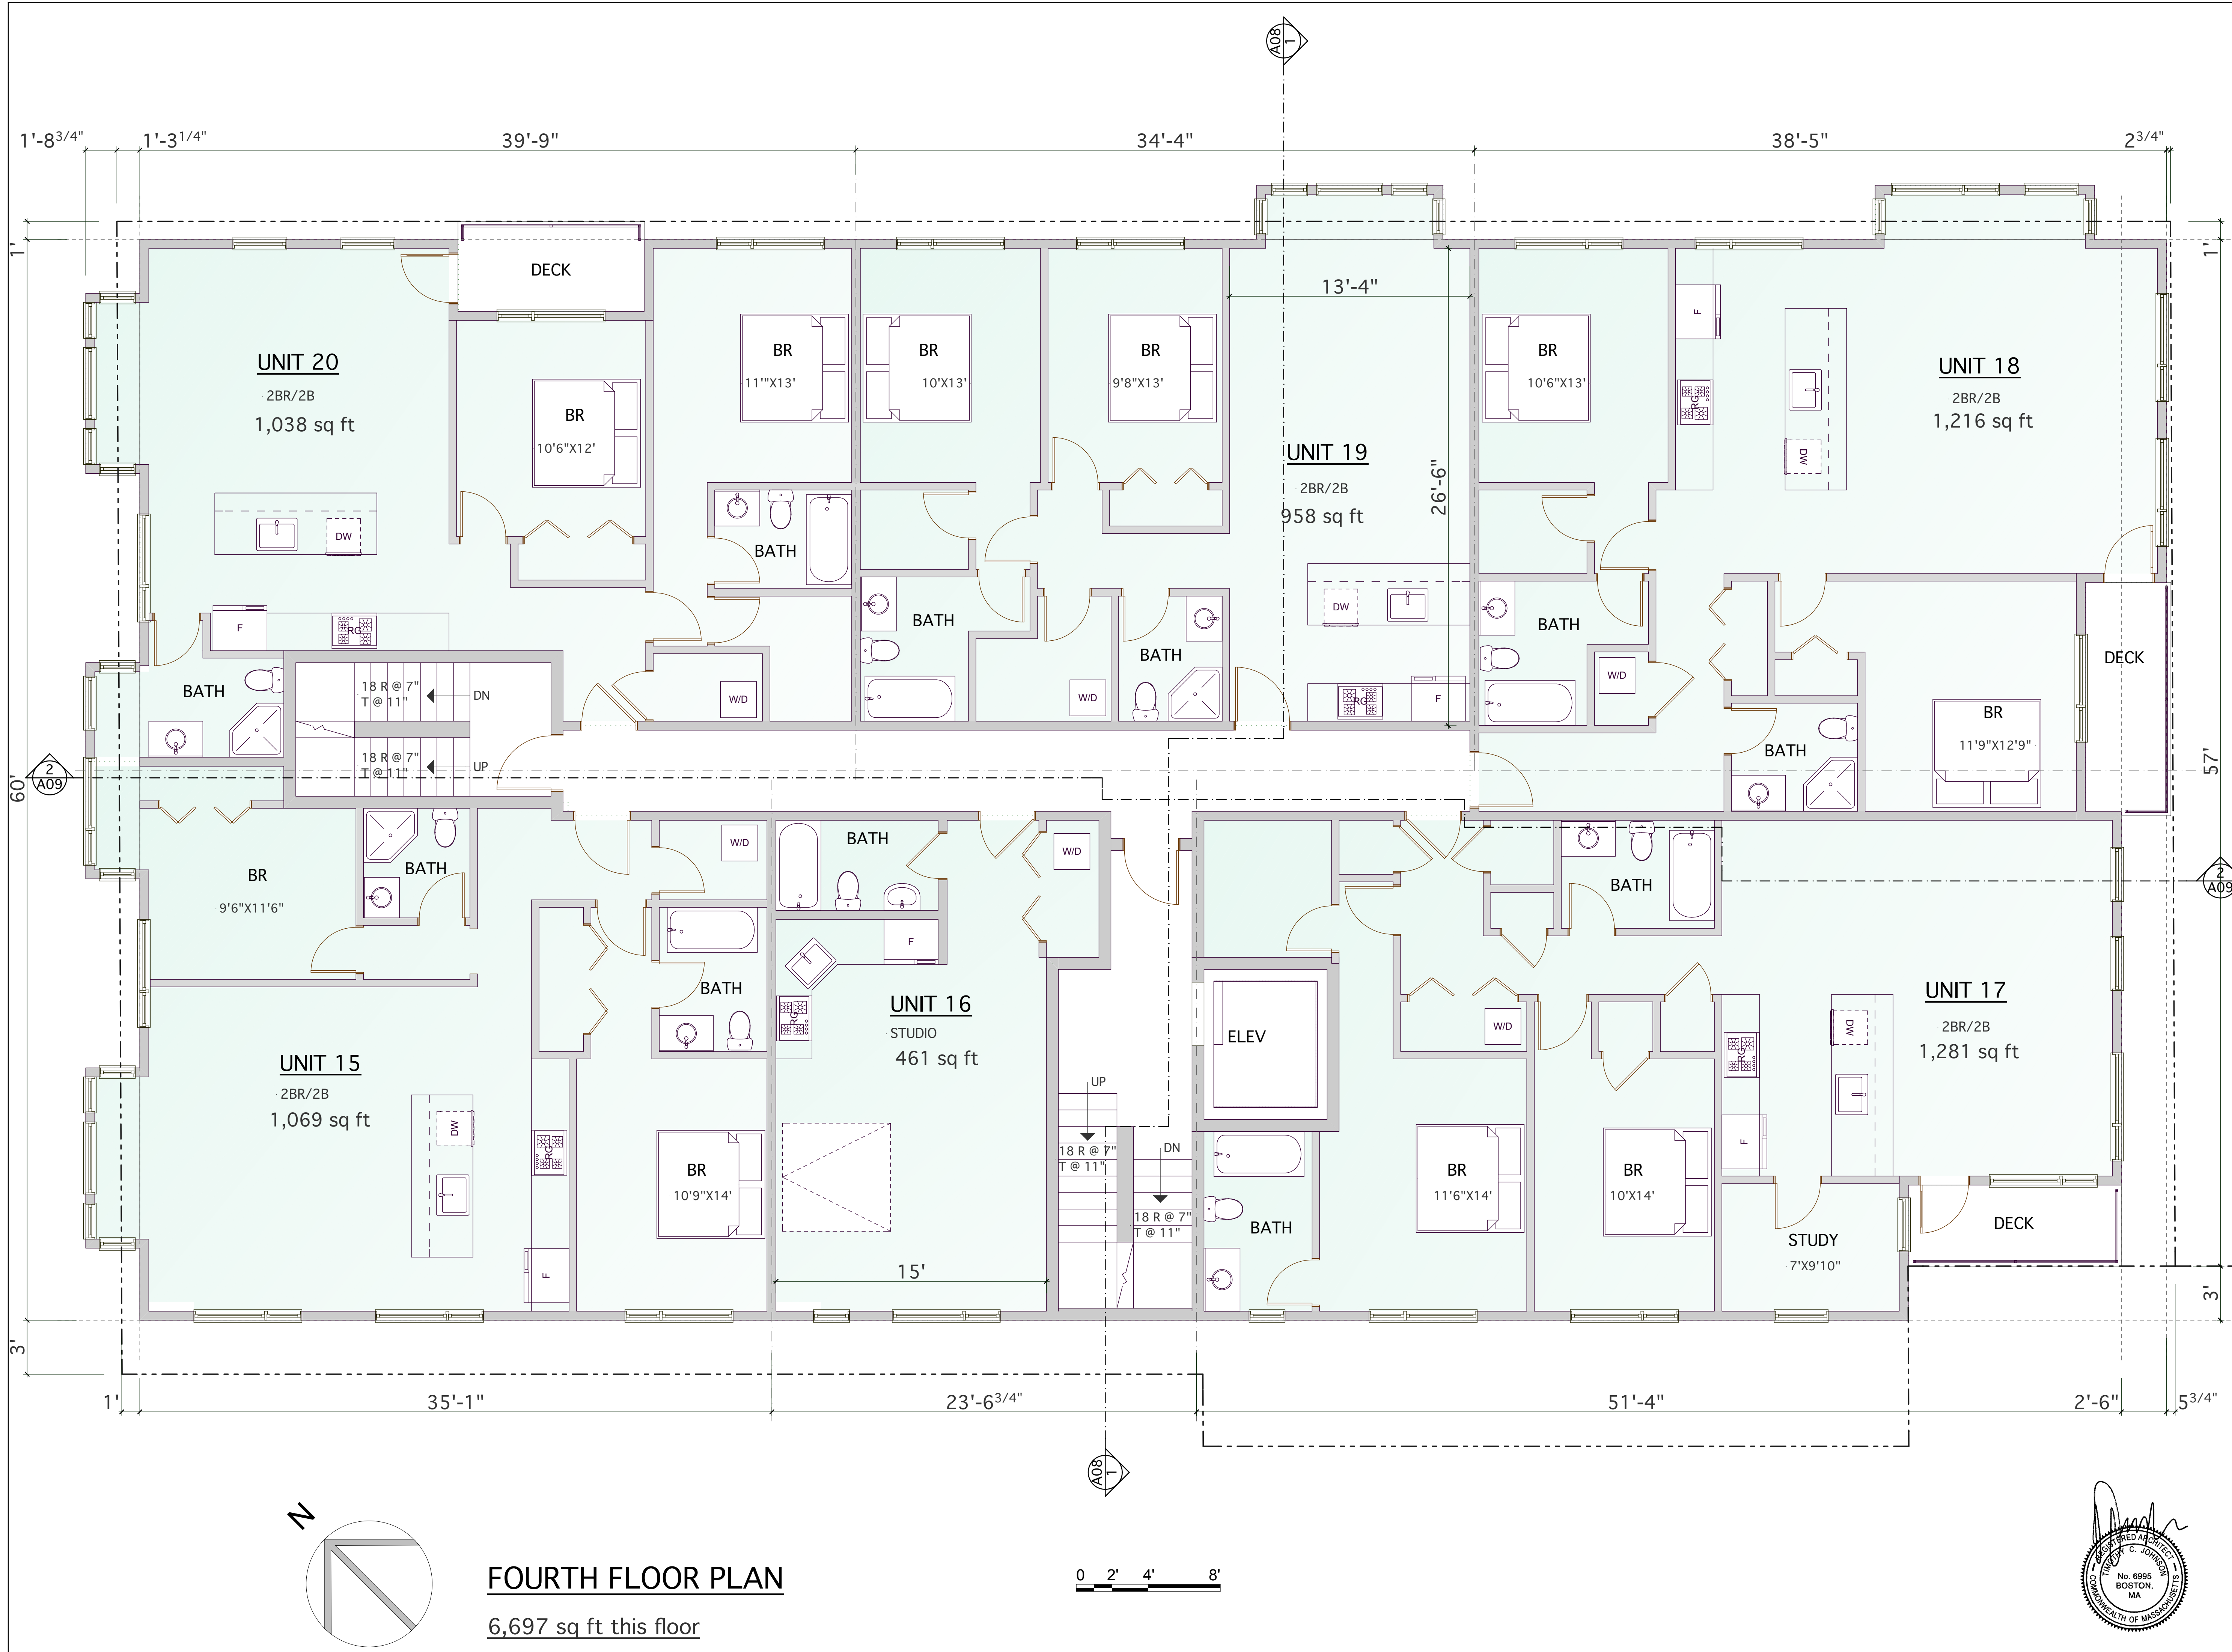 A08
1
1'-8 3/4"
1'-3 1/4"
39'-9"
34'-4"
38'-5"
2 3/4"
1'
1'
DECK
13'-4"
UNIT 20
2BR/2B
1,038 sq ft
BR
10'6"X12'
BR
11'"X13'
BR
10'X13'
BR
9'8"X13'
UNIT 19
2BR/2B
958 sq ft
26'-6"
BR
10'6"X13'
F
RG
DW
UNIT 18
2BR/2B
1,216 sq ft
DW
BATH
F
RG
BATH
BATH
DW
BATH
W/D
DECK
BATH
18 R @ 7"
T @ 11"
DN
W/D
W/D
RG
F
BR
11'9"X12'9"
18 R @ 7"
T @ 11"
UP
BATH
60'
2
A09
57'
BR
9'6"X11'6"
BATH
W/D
BATH
W/D
BATH
2
A09
F
RG
BATH
UNIT 16
STUDIO
461 sq ft
ELEV
W/D
RG
DW
F
UNIT 17
2BR/2B
1,281 sq ft
UNIT 15
2BR/2B
1,069 sq ft
DW
RG
F
BR
10'9"X14'
UP
18 R @ 7"
T @ 11"
DN
18 R @ 7"
T @ 11"
BATH
BR
11'6"X14'
BR
10'X14'
STUDY
7'X9'10"
DECK
15'
3'
3'
1'
35'-1"
23'-6 3/4"
51'-4"
2'-6"
5 3/4"
A08
1
N
FOURTH FLOOR PLAN
6,697 sq ft this floor
0 2' 4' 8'
REGISTERED ARCHITECT
TIMOTHY C. JOHNSON
No. 6995
BOSTON,
MA
COMMONWEALTH OF MASSACHUSETTS